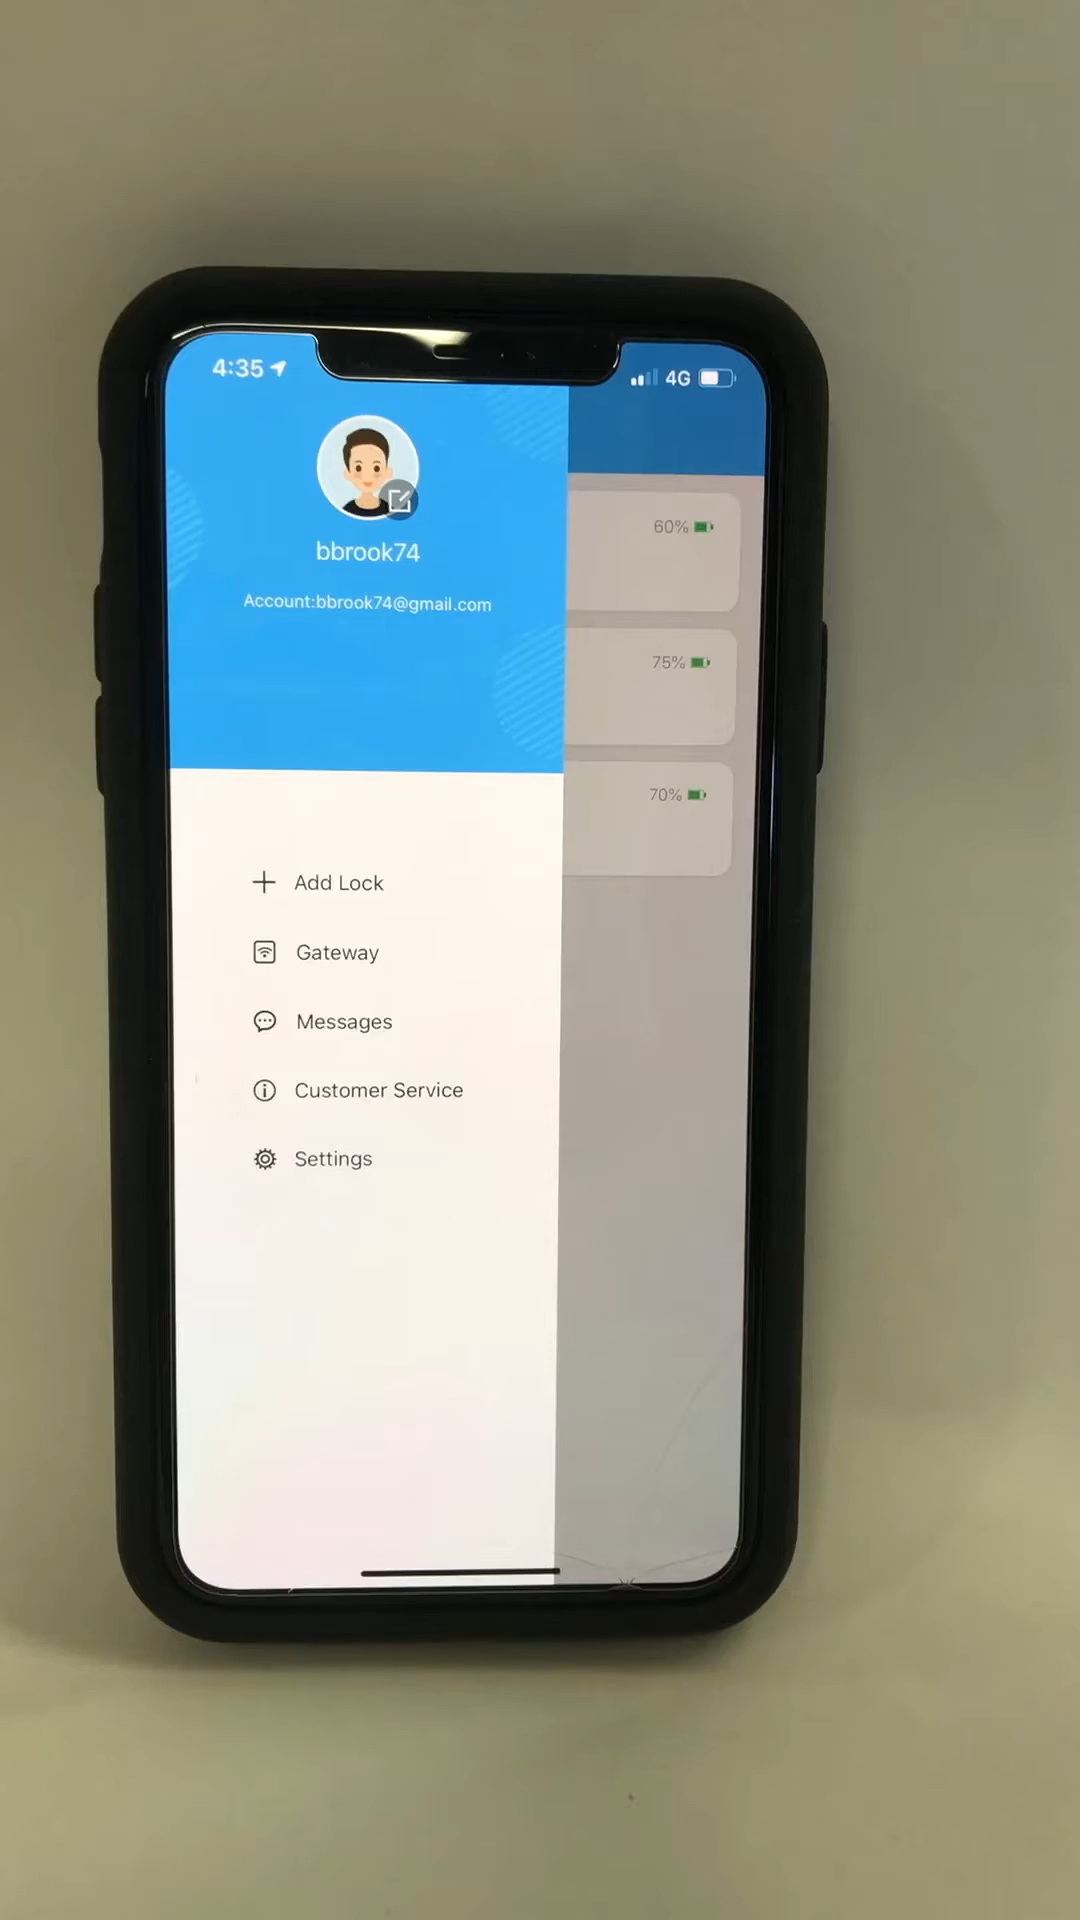 4:35
4G
bbrook74
Account:bbrook74@gmail.com
60%
75%
70%
Add Lock
Gateway
Messages
Customer Service
Settings